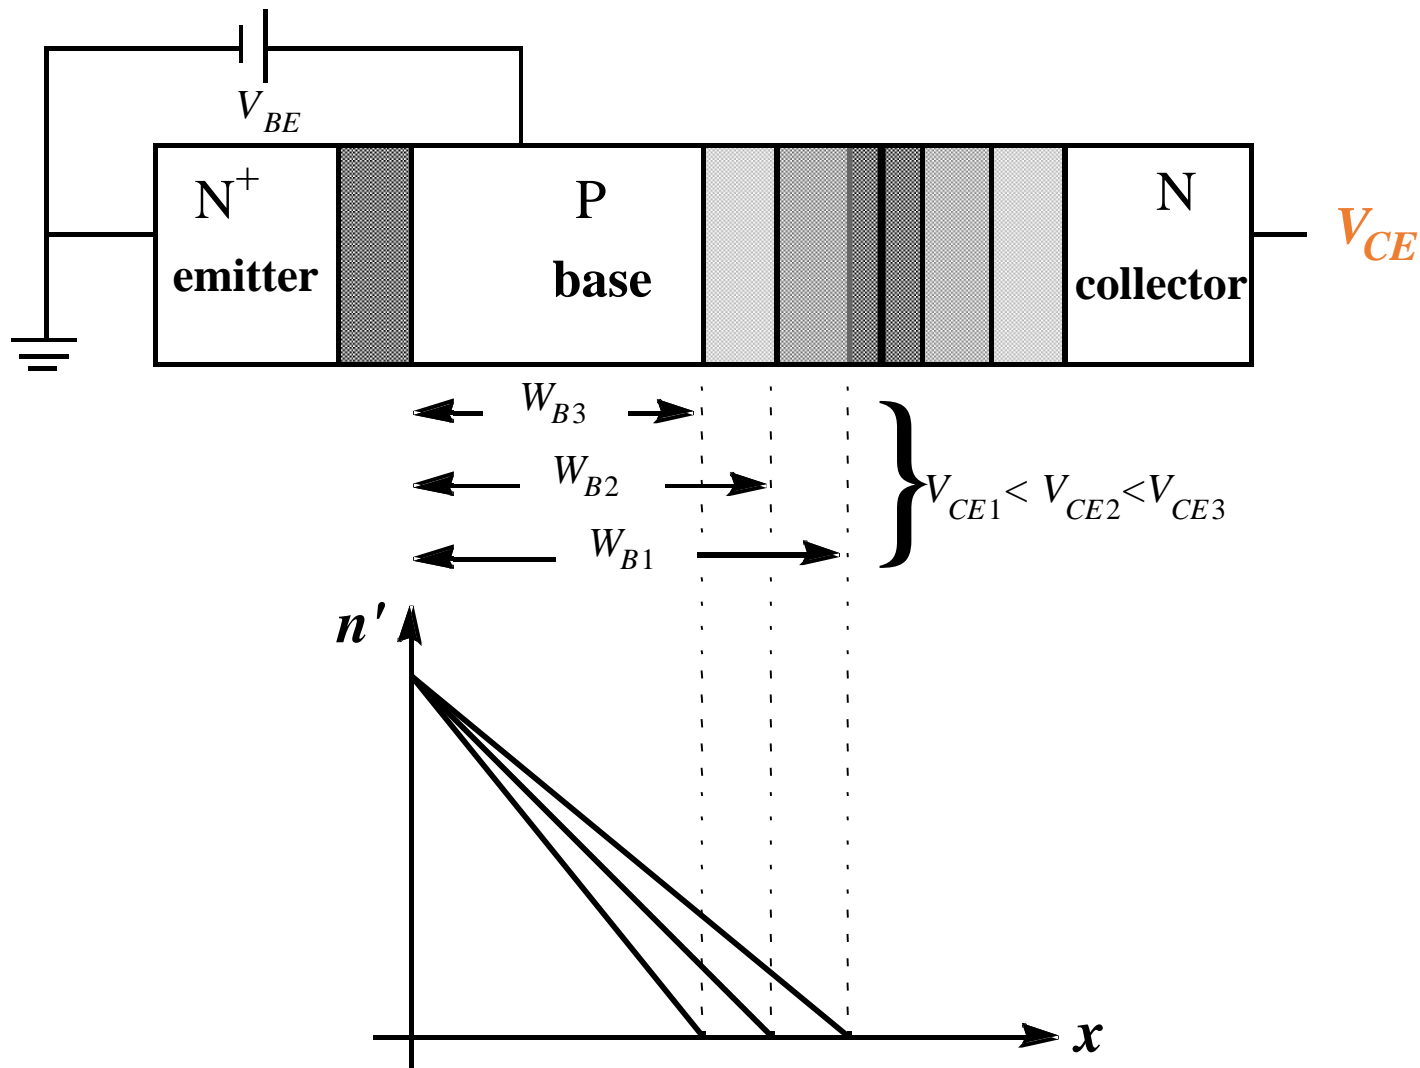 V_BE
N⁺ P N
emitter base collector
V_CE
W_B3
W_B2
W_B1
V_CE1 < V_CE2 < V_CE3
n′
x